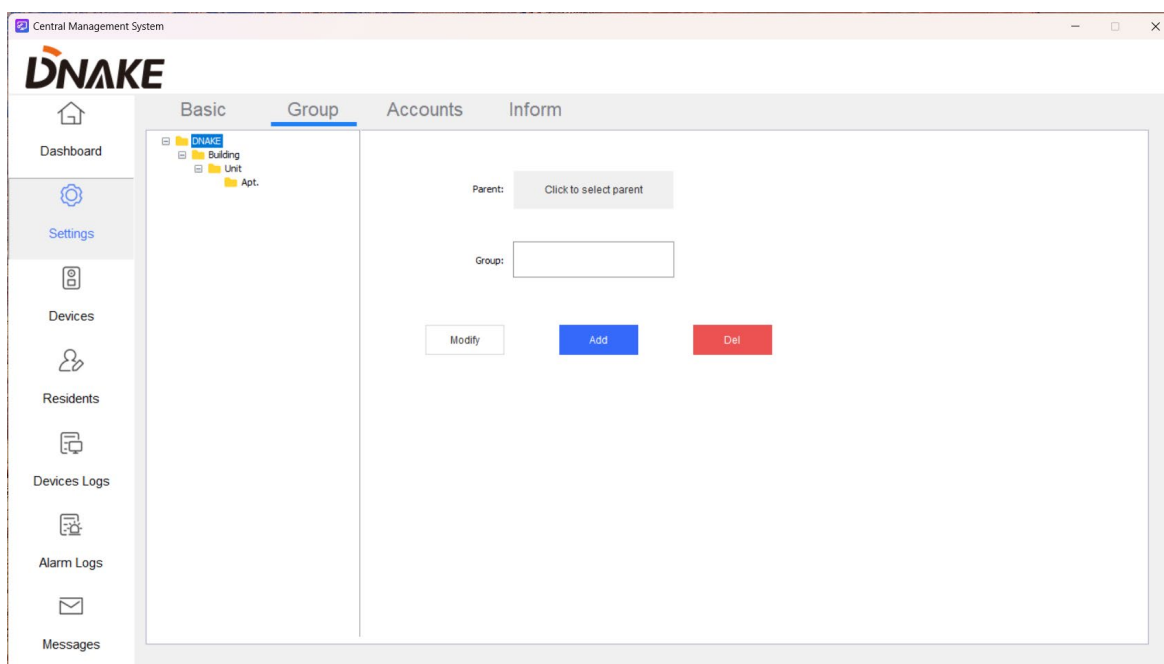 Central Management System
DNAKE
Dashboard
Settings
Devices
Residents
Devices Logs
Alarm Logs
Messages
Basic Group Accounts Inform
DNAKE
Building
Unit
Apt.
Parent: Click to select parent
Group:
Modify Add Del